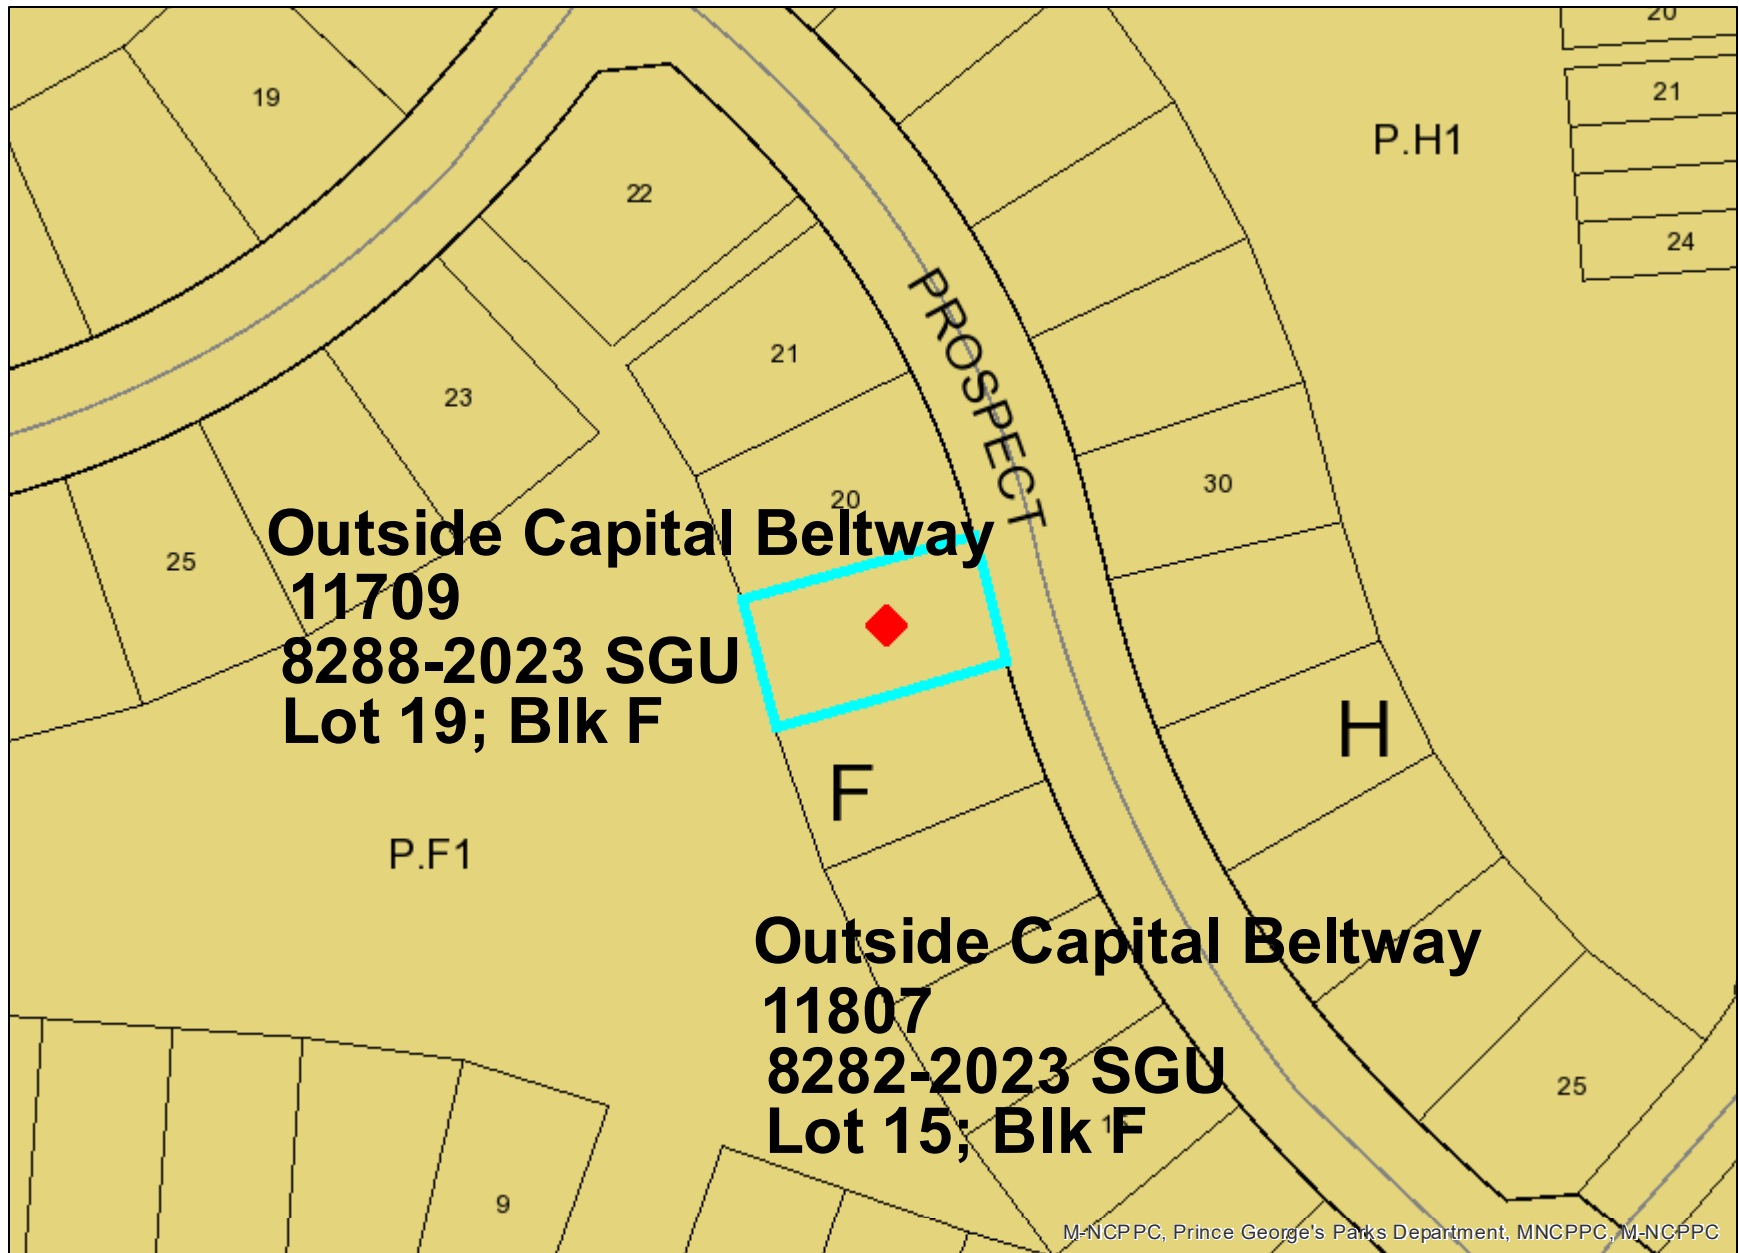 20
19
21
P.H1
22
24
PROSPECT
21
23
30
20
Outside Capital Beltway
25
11709
8288-2023 SGU
Lot 19; Blk F
H
F
P.F1
Outside Capital Beltway
11807
8282-2023 SGU
25
Lot 15; Blk F
9
M-NCPPC, Prince George's Parks Department, MNCPPC, M-NCPPC